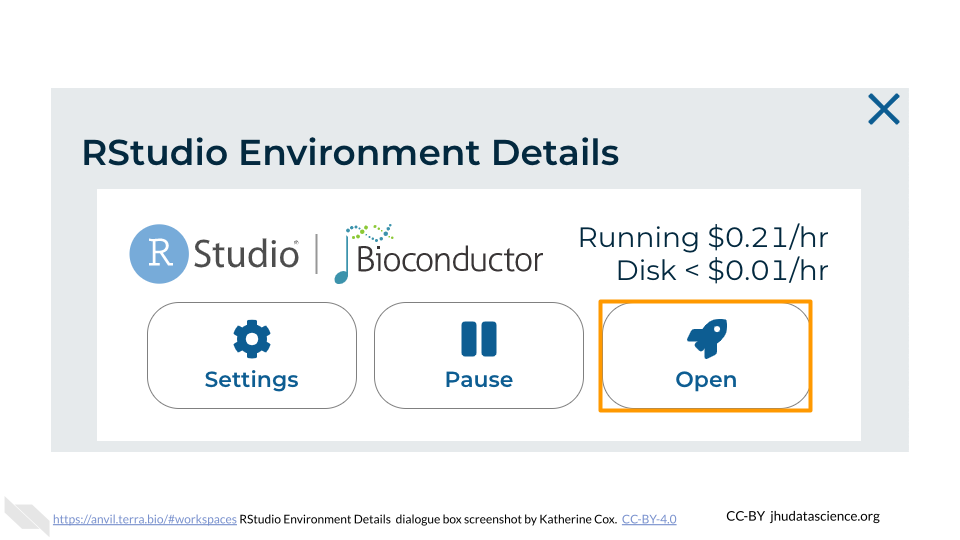 RStudio Environment Details
R Studio® | Bioconductor
Running $0.21/hr
Disk < $0.01/hr
Settings
Pause
Open
https://anvil.terra.bio/#workspaces RStudio Environment Details dialogue box screenshot by Katherine Cox. CC-BY-4.0
CC-BY jhudatascience.org